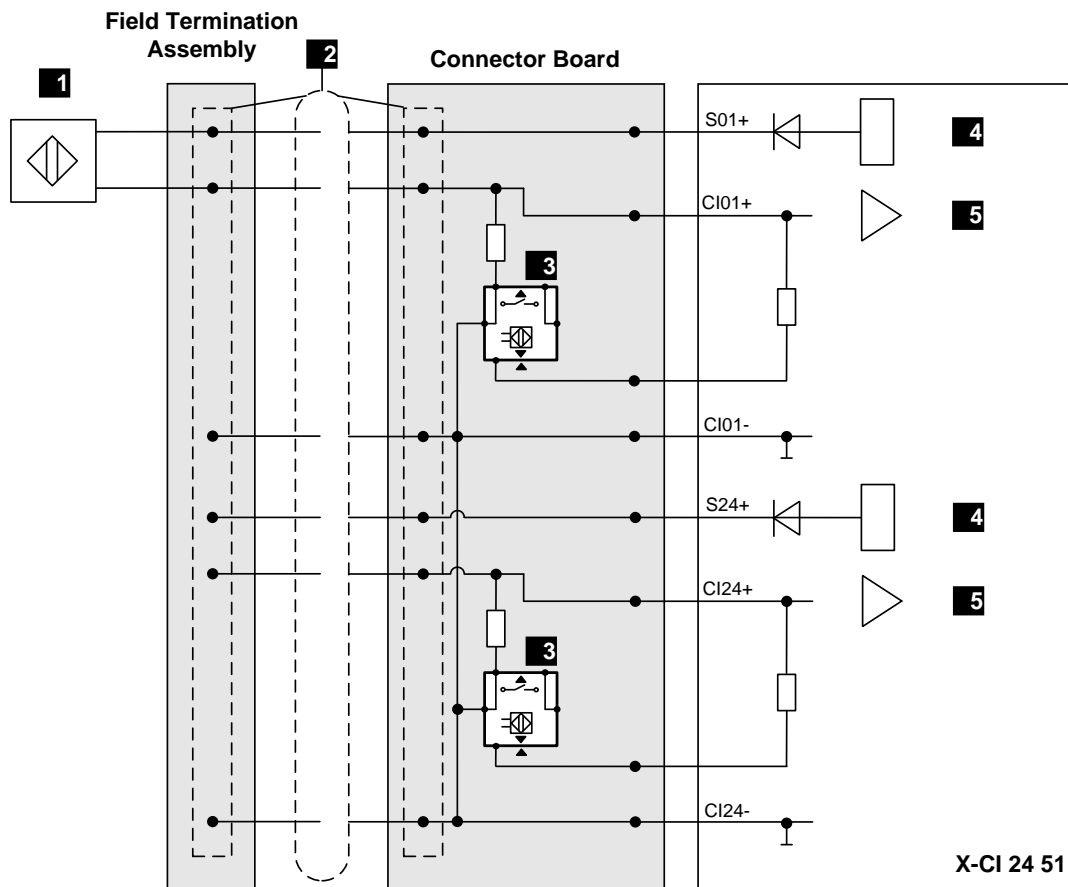 Field Termination
Assembly
2
Connector Board
1
S01+
4
CI01+
5
3
CI01-
S24+
4
CI24+
5
3
CI24-
X-CI 24 51